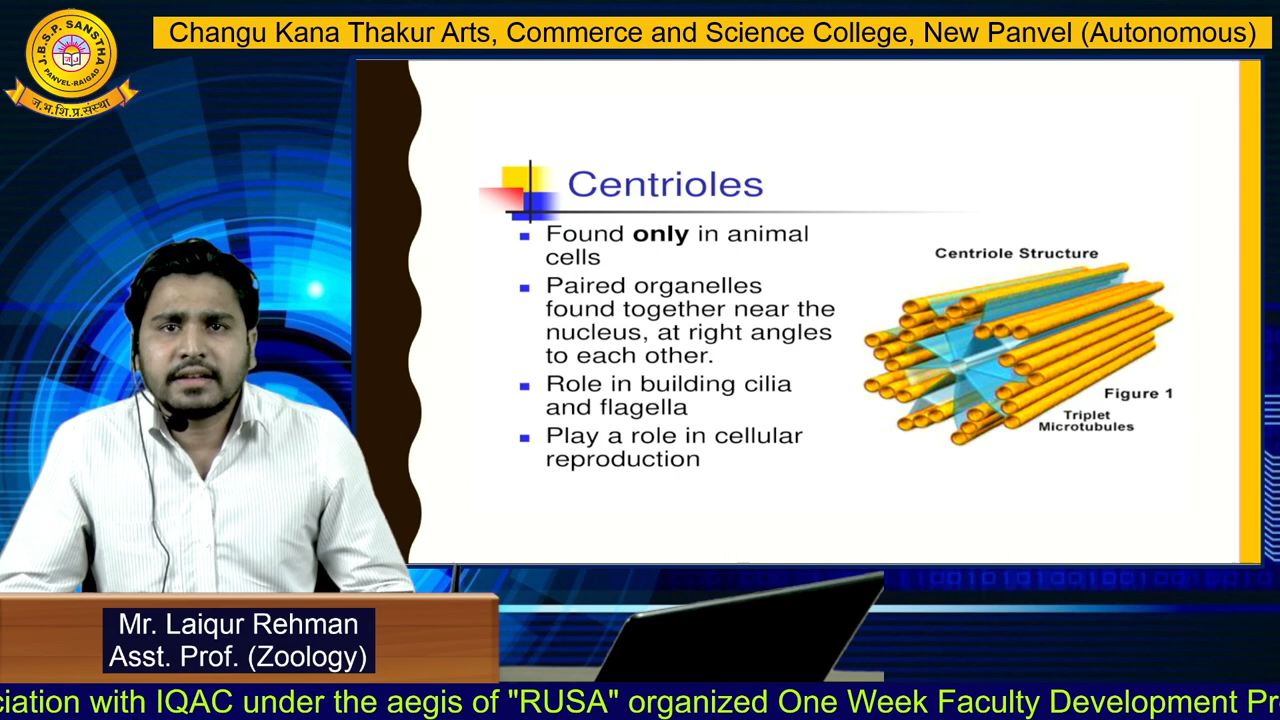 Changu Kana Thakur Arts, Commerce and Science College, New Panvel (Autonomous)
J.B.S.P. SANSTHA
PANVEL-RAIGAD
ज.भ.शि.प्र.संस्था
Centrioles
Found only in animal
cells
Paired organelles
found together near the
nucleus, at right angles
to each other.
Role in building cilia
and flagella
Play a role in cellular
reproduction
Centriole Structure
Figure 1
Triplet
Microtubules
Mr. Laiqur Rehman
Asst. Prof. (Zoology)
ciation with IQAC under the aegis of "RUSA" organized One Week Faculty Development Pr